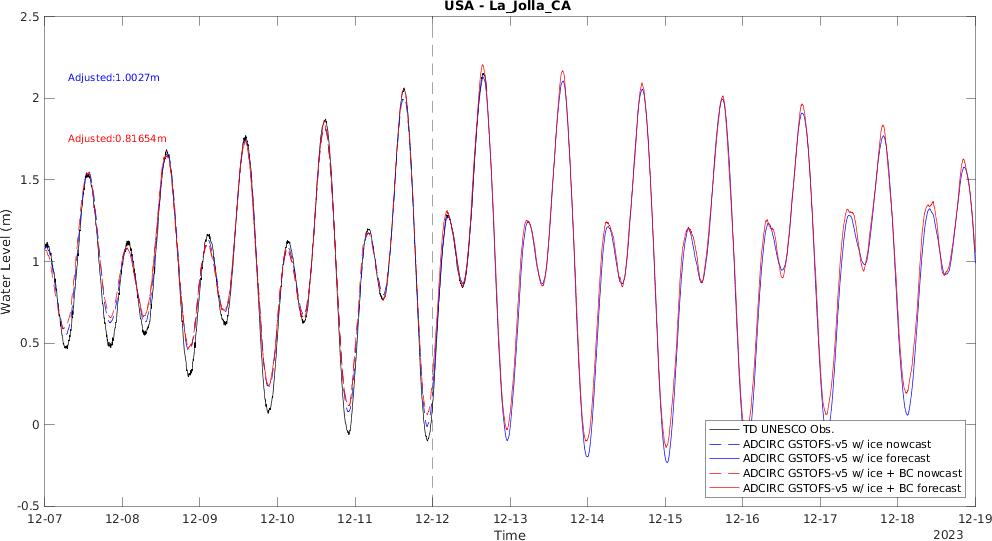 USA - La_Jolla_CA
Adjusted:1.0027m
Adjusted:0.81654m
Water Level (m)
2.5
2
1.5
1
0.5
0
-0.5
12-07 12-08 12-09 12-10 12-11 12-12 12-13 12-14 12-15 12-16 12-17 12-18 12-19
Time
2023
TD UNESCO Obs.
ADCIRC GSTOFS-v5 w/ ice nowcast
ADCIRC GSTOFS-v5 w/ ice forecast
ADCIRC GSTOFS-v5 w/ ice + BC nowcast
ADCIRC GSTOFS-v5 w/ ice + BC forecast